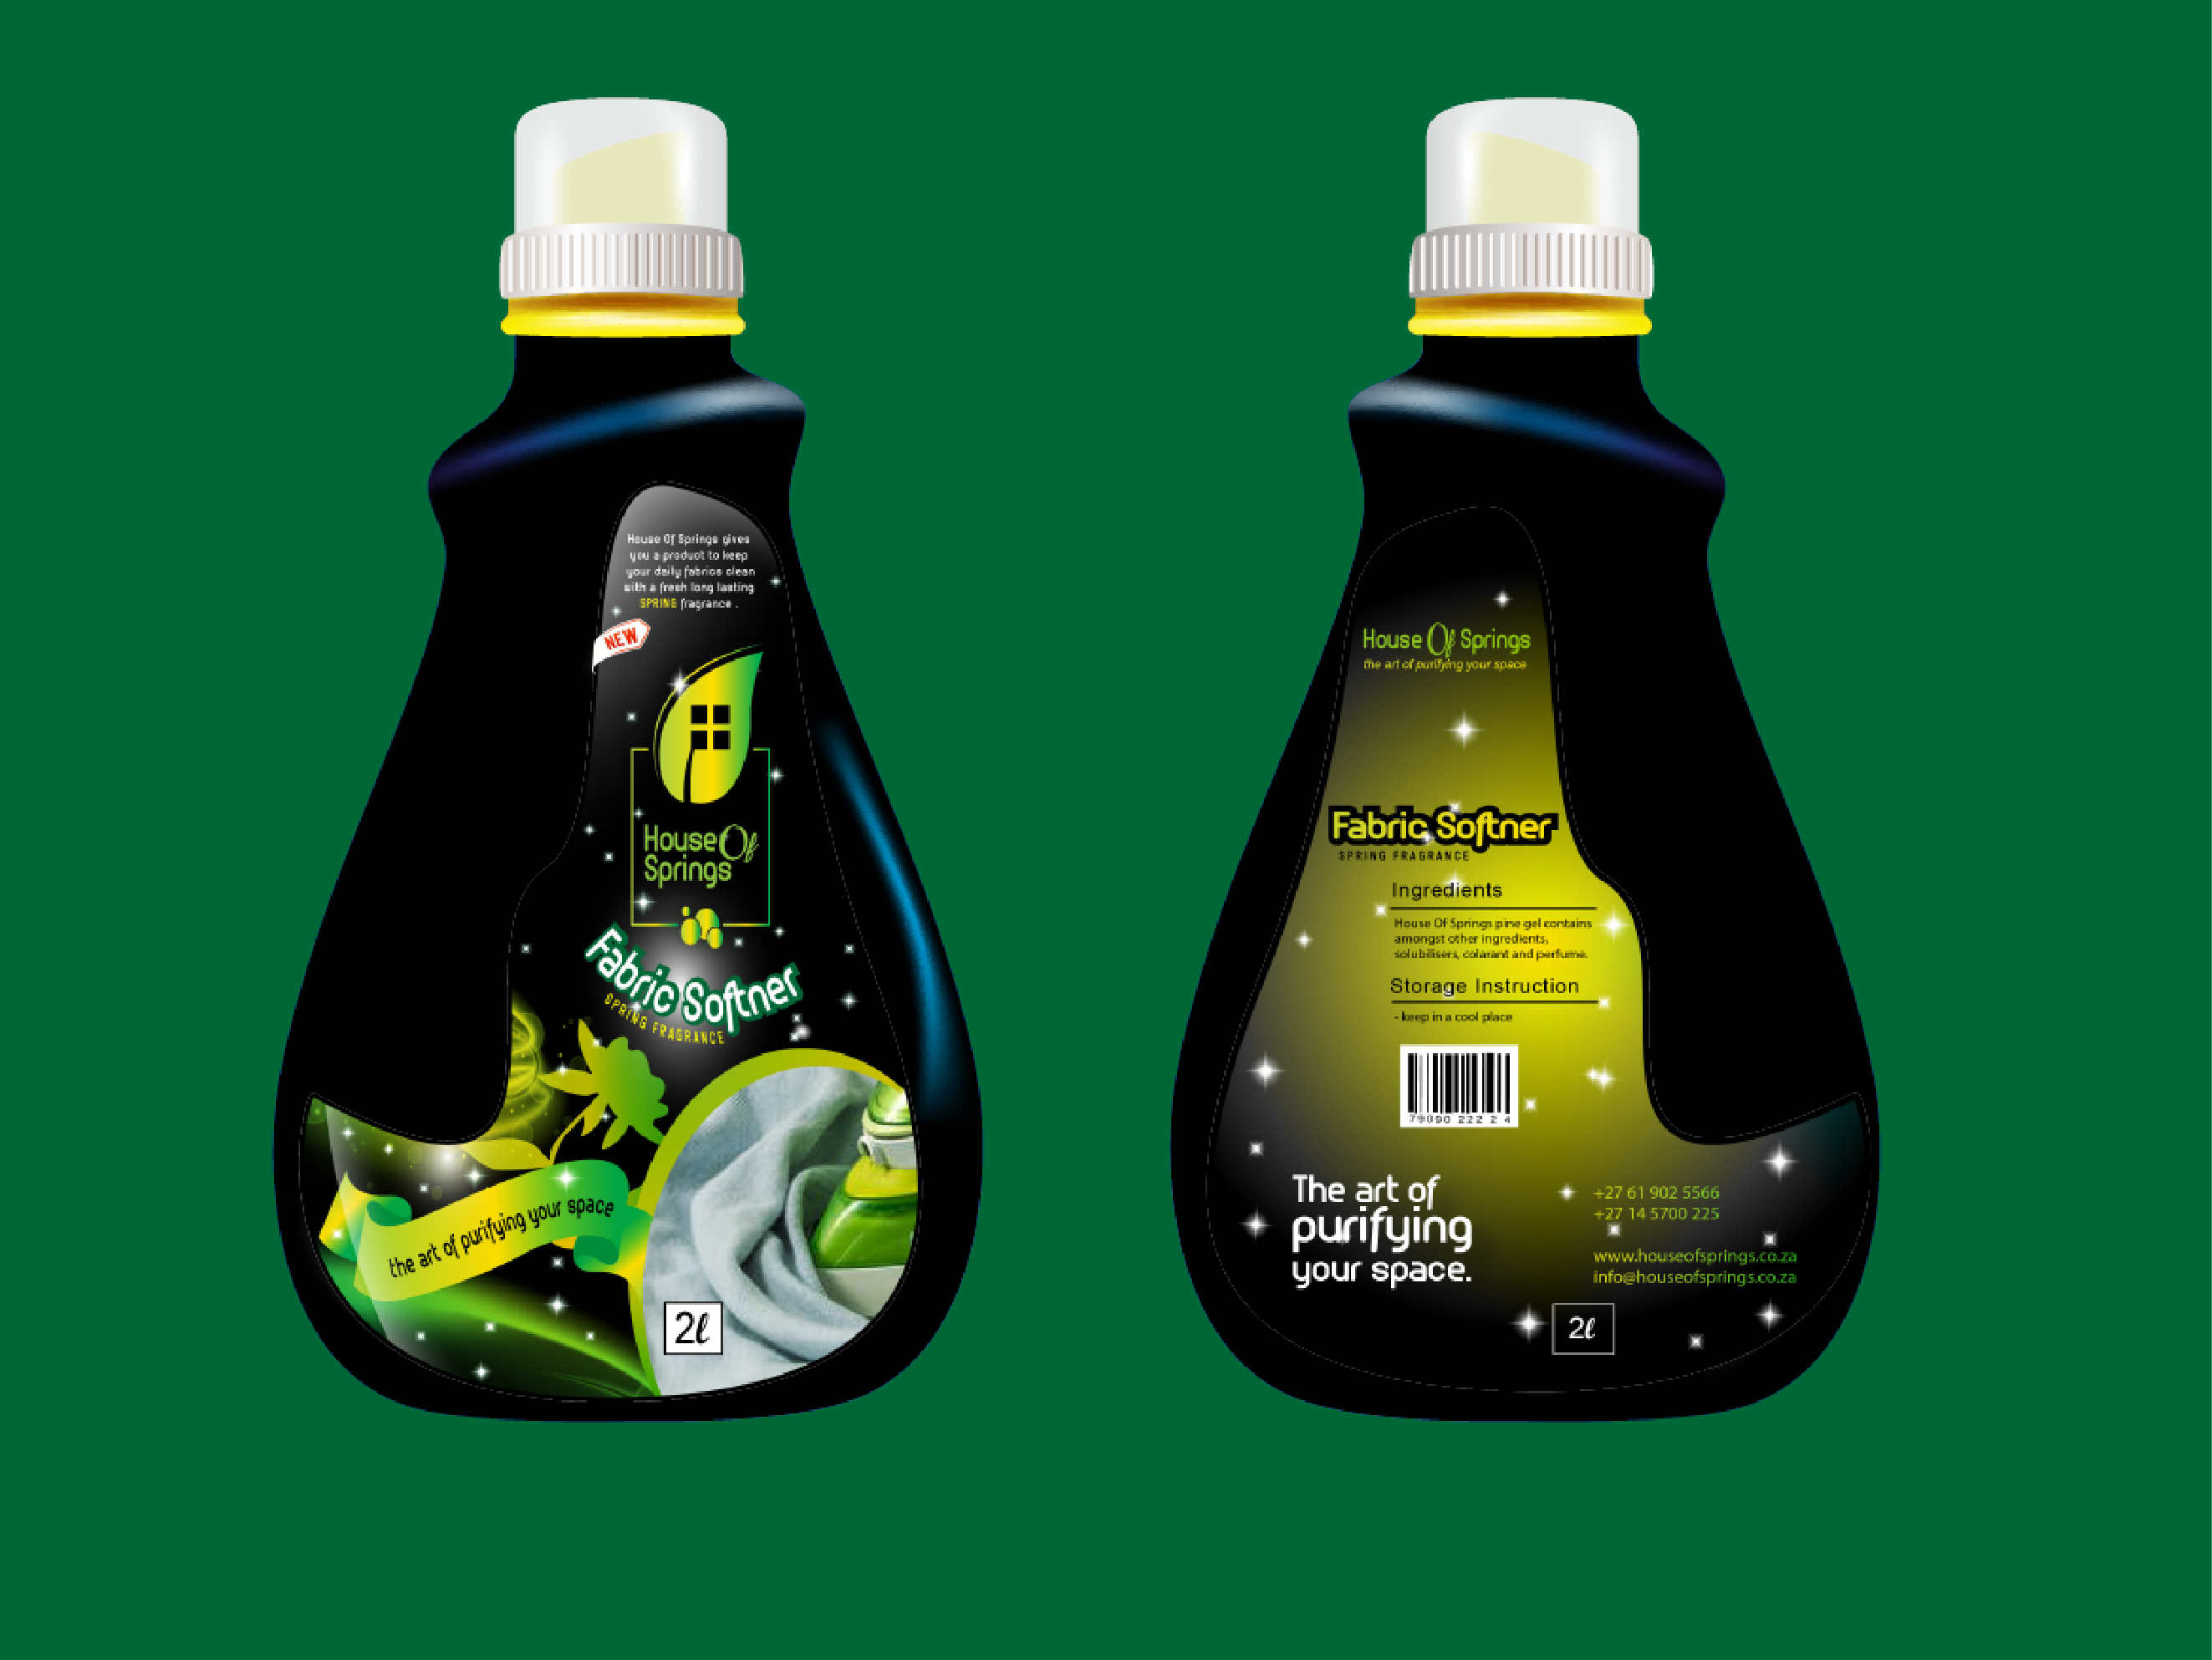 House Of Springs gives
you a product to keep
your daily fabrics clean
with a fresh long lasting
SPRING fragrance .
NEW
House Of
Springs
Fabric Softner
SPRING FRAGRANCE
the art of purifying your space
2ℓ
House Of Springs
the art of purifying your space
Fabric Softner
SPRING FRAGRANCE
Ingredients
House Of Springs pine gel contains
amongst other ingredients,
solubilisers, colarant and perfume.
Storage Instruction
- keep in a cool place
79090 222 2 4
The art of
purifying
your space.
+27 61 902 5566
+27 14 5700 225
www.houseofsprings.co.za
info@houseofsprings.co.za
2ℓ